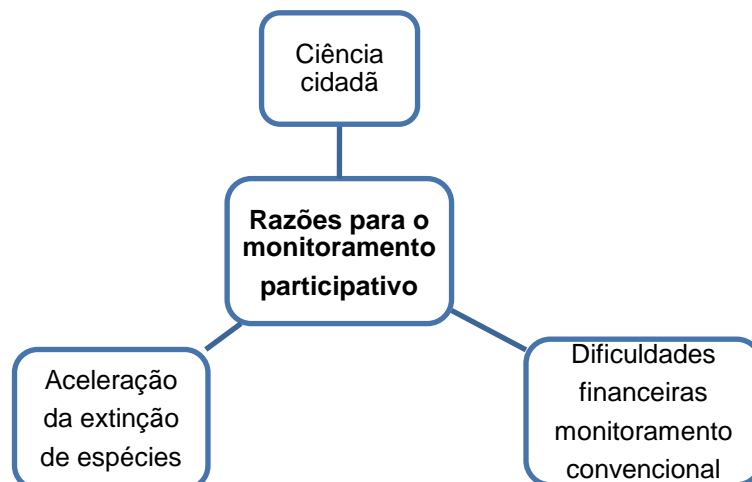 Ciência
cidadã
Razões para o
monitoramento
participativo
Aceleração
da extinção
de espécies
Dificuldades
financeiras
monitoramento
convencional